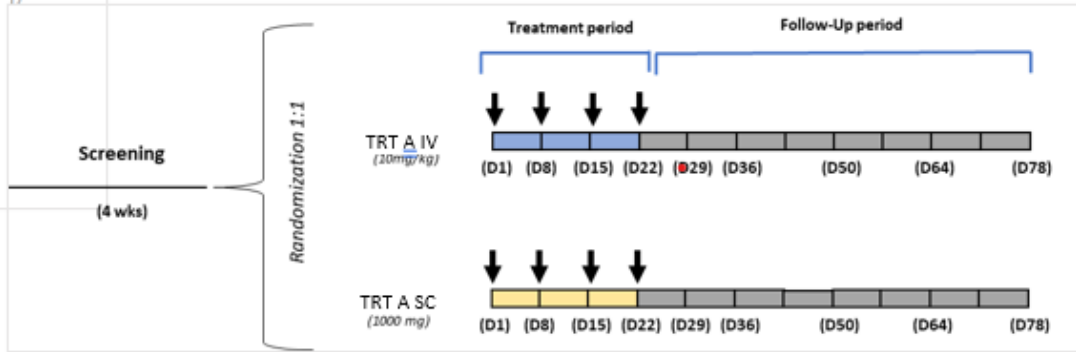 Treatment period
Follow-Up period
Screening
(4 wks)
Randomization 1:1
TRT A IV
(10mg/kg)
(D1) (D8) (D15) (D22) (D29) (D36) (D50) (D64) (D78)
TRT A SC
(1000 mg)
(D1) (D8) (D15) (D22) (D29) (D36) (D50) (D64) (D78)